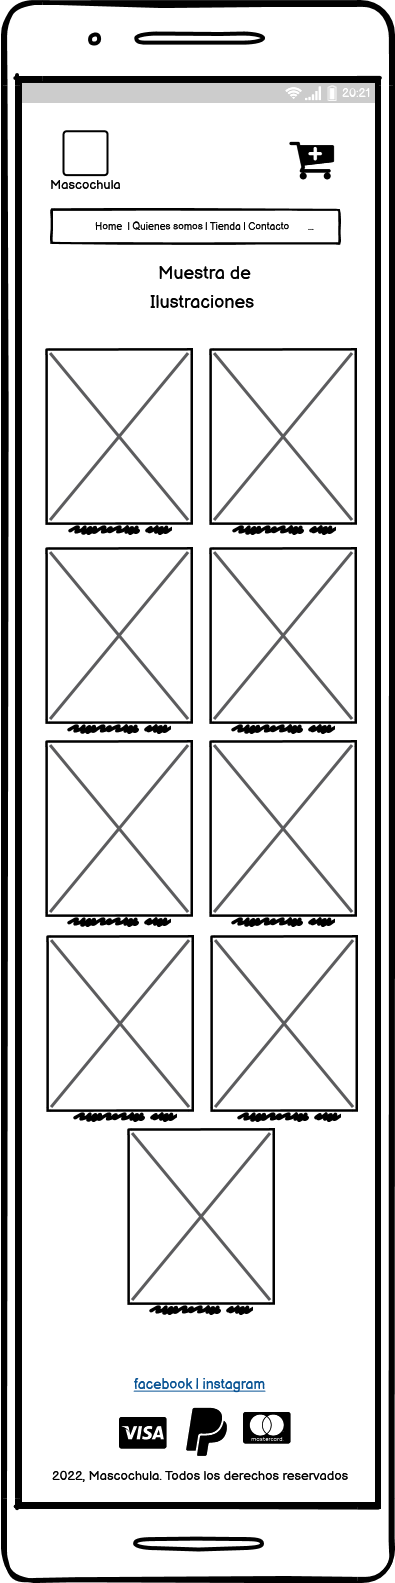 20:21
Mascochula
Home | Quienes somos | Tienda | Contacto ...
Muestra de
Ilustraciones
facebook | instagram
VISA
mastercard.
2022, Mascochula. Todos los derechos reservados